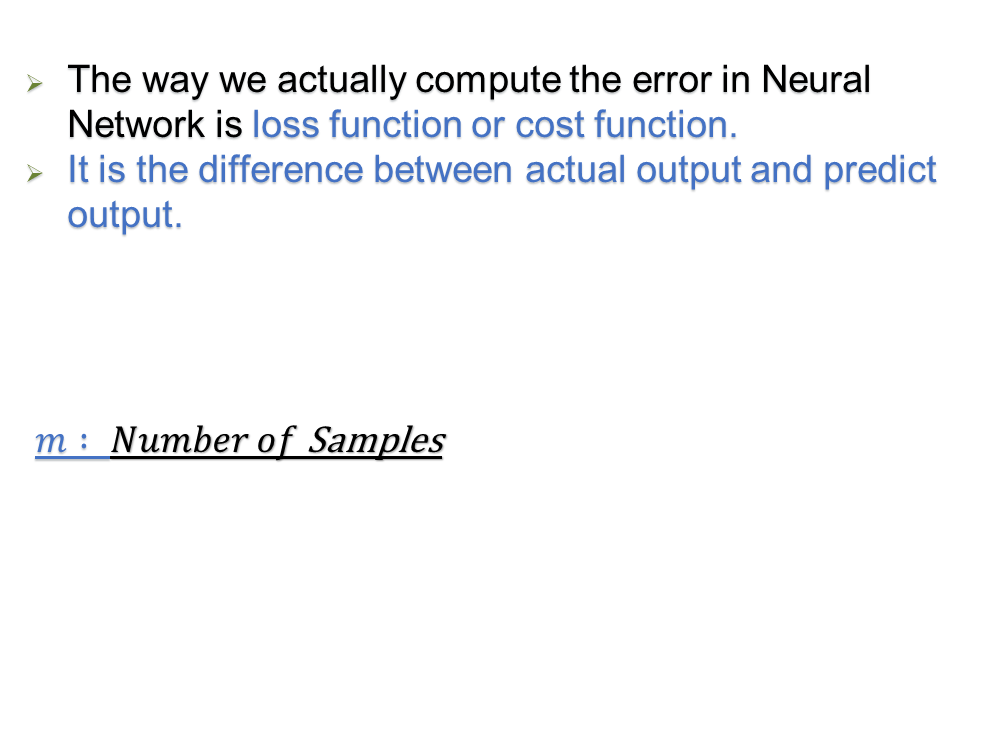 ➢ The way we actually compute the error in Neural
Network is loss function or cost function.
➢ It is the difference between actual output and predict
output.
m : Number of Samples